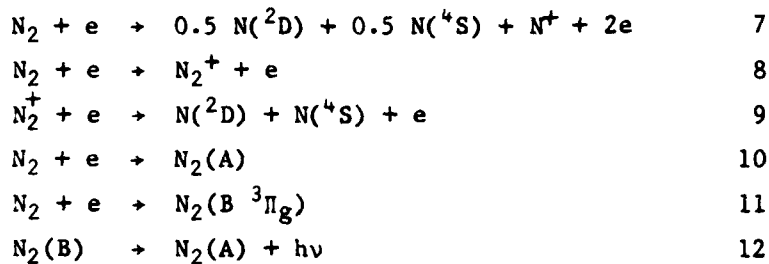 N₂ + e → 0.5 N(²D) + 0.5 N(⁴S) + N⁺ + 2e 7
N₂ + e → N₂⁺ + e 8
N₂⁺ + e → N(²D) + N(⁴S) + e 9
N₂ + e → N₂(A) 10
N₂ + e → N₂(B ³Πg) 11
N₂(B) → N₂(A) + hν 12